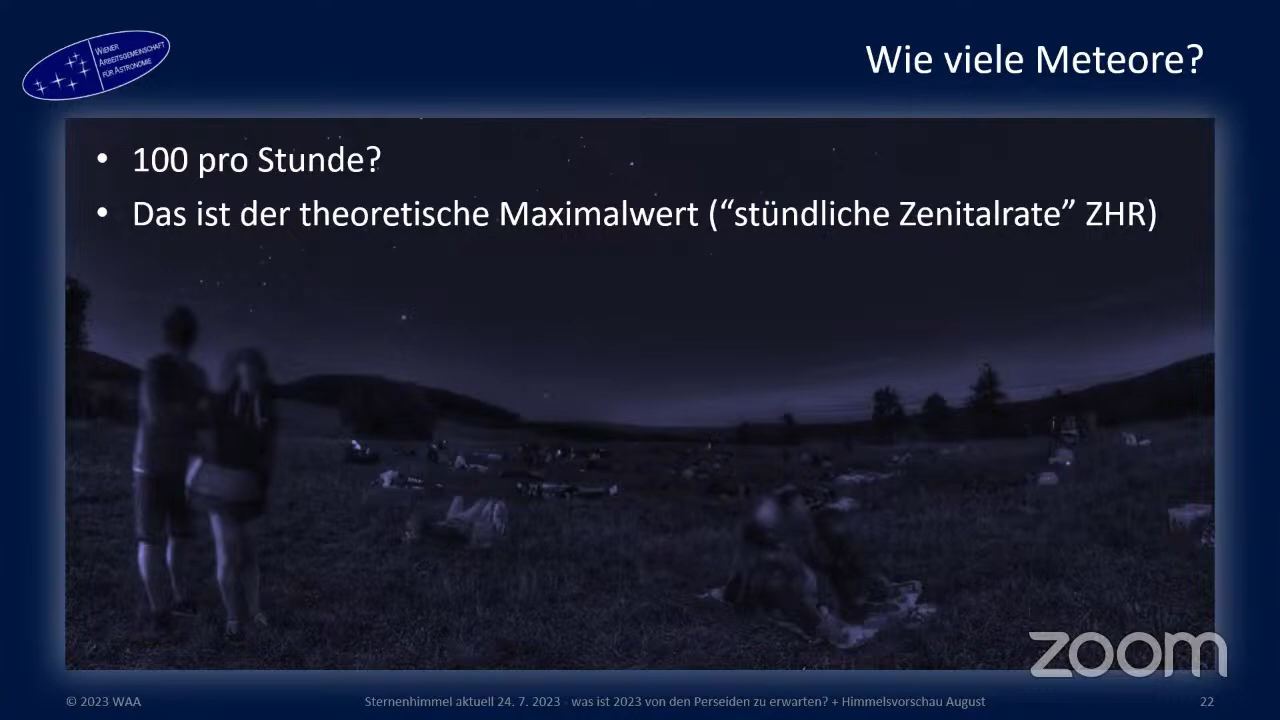 WIENER
ARBEITSGEMEINSCHAFT
FÜR ASTRONOMIE
Wie viele Meteore?
• 100 pro Stunde?
• Das ist der theoretische Maximalwert (“stündliche Zenitalrate” ZHR)
zoom
© 2023 WAA
Sternenhimmel aktuell 24. 7. 2023 - was ist 2023 von den Perseiden zu erwarten? + Himmelsvorschau August
22